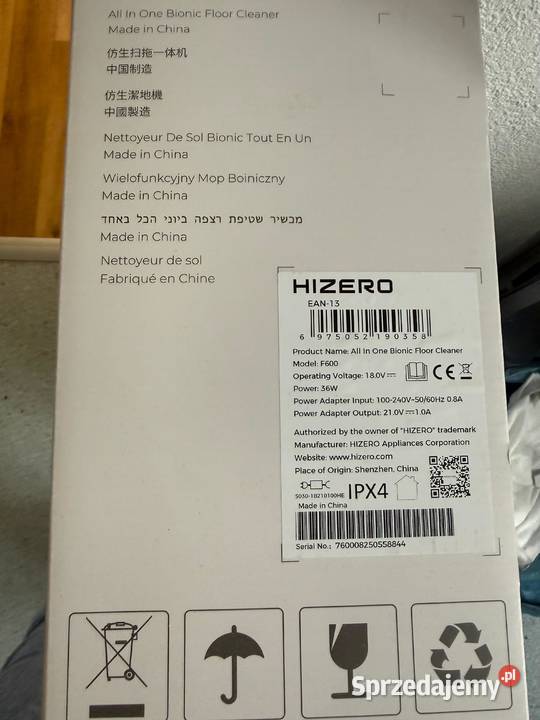 All In One Bionic Floor Cleaner
Made in China
仿生扫拖一体机
中国制造
仿生潔地機
中國製造
Nettoyeur De Sol Bionic Tout En Un
Made in China
Wielofunkcyjny Mop Boiniczny
Made in China
מכשיר שטיפת רצפה ביוני הכל באחד
Made in China
Nettoyeur de sol
Fabriqué en Chine
HIZERO
EAN-13
6 975052 190358
Product Name: All In One Bionic Floor Cleaner
Model: F600
Operating Voltage: 18.0V
Power: 36W
Power Adapter Input: 100-240V~50/60Hz 0.8A
Power Adapter Output: 21.0V 1.0A
Authorized by the owner of "HIZERO" trademark
Manufacturer: HIZERO Appliances Corporation
Website: www.hizero.com
Place of Origin: Shenzhen, China
5030-18210100HE
IPX4
Made in China
Serial No.: 760008250558844
CE
Sprzedajemy.pl